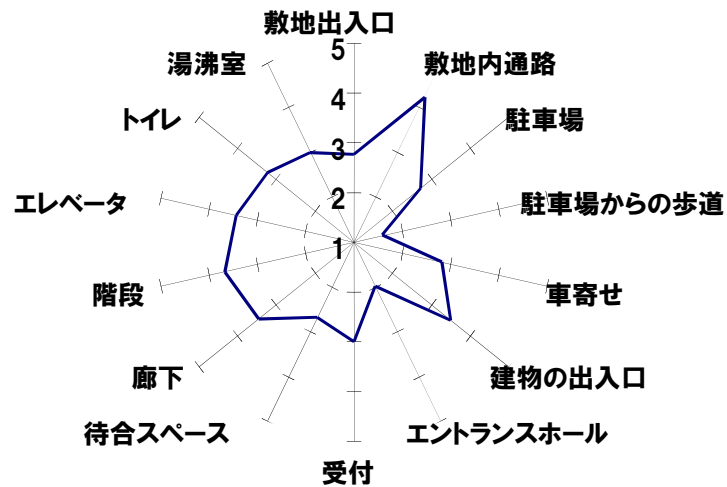 敷地出入口
5
湯沸室
敷地内通路
4
トイレ
駐車場
3
エレベータ
2
駐車場からの歩道
1
階段
車寄せ
廊下
建物の出入口
待合スペース
エントランスホール
受付